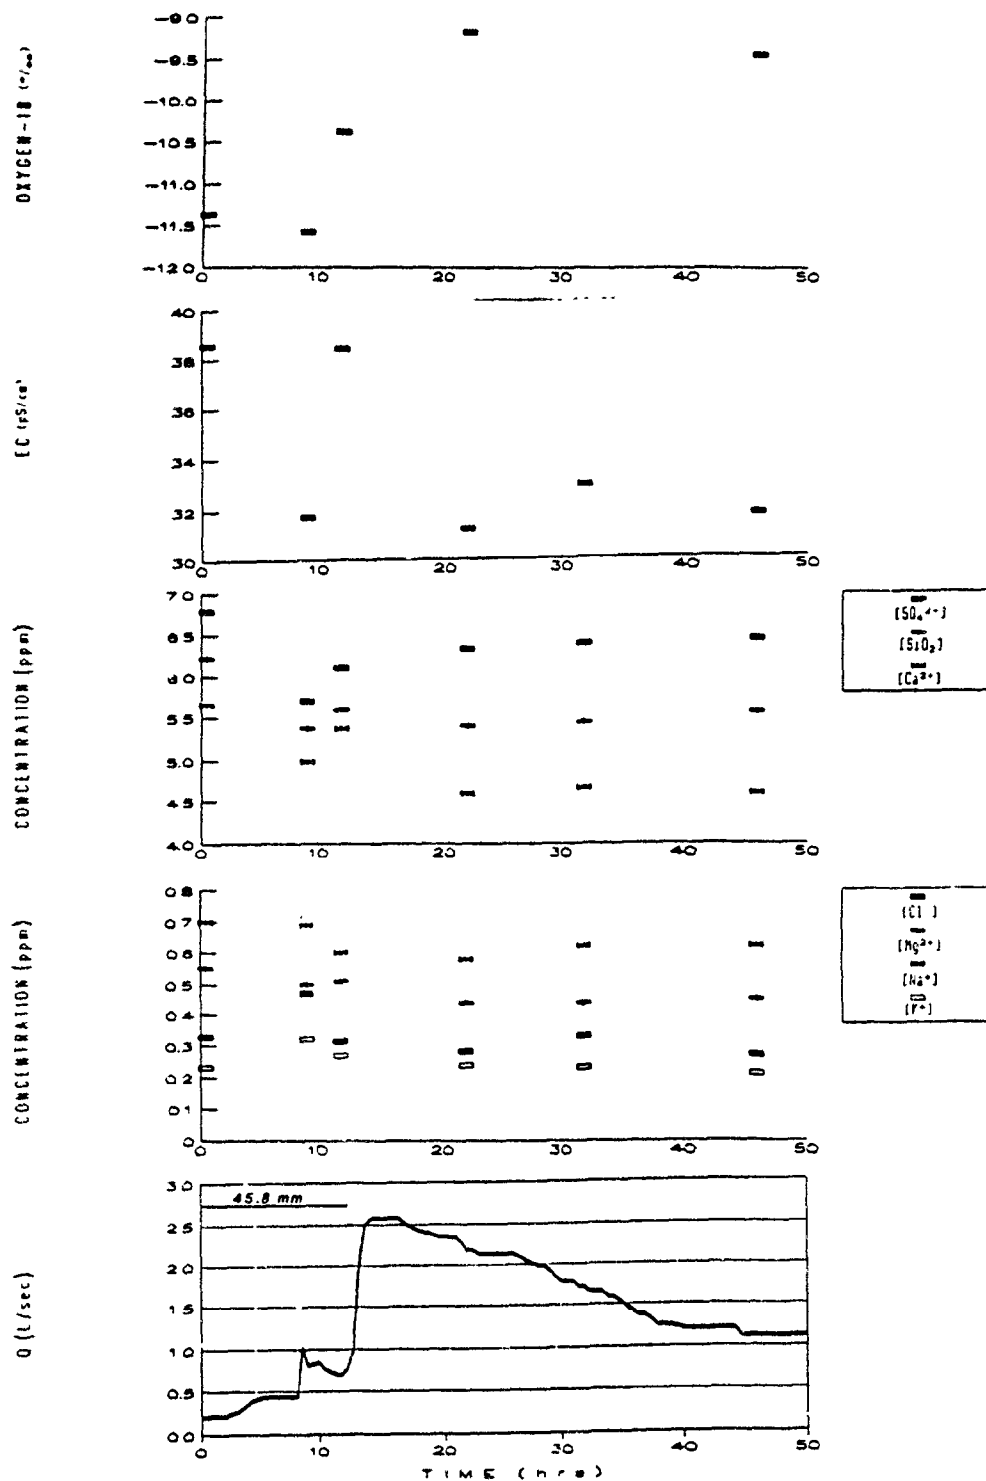 OXYGEN-18 (‰)
-9.0
-9.5
-10.0
-10.5
-11.0
-11.5
-12.0
0 10 20 30 40 50
EC (µS/cm)
40
38
36
34
32
30
0 10 20 30 40 50
CONCENTRATION (ppm)
7.0
6.5
6.0
5.5
5.0
4.5
4.0
0 10 20 30 40 50
[SiO₂]
[Ca²⁺]
CONCENTRATION (ppm)
0.8
0.7
0.6
0.5
0.4
0.3
0.2
0.1
0
0 10 20 30 40 50
[Cl ]
[Mg²⁺]
[Na⁺]
Q (L/sec)
3.0
2.5
2.0
1.5
1.0
0.5
0.0
45.8 mm
0 10 20 30 40 50
TIME (hrs)